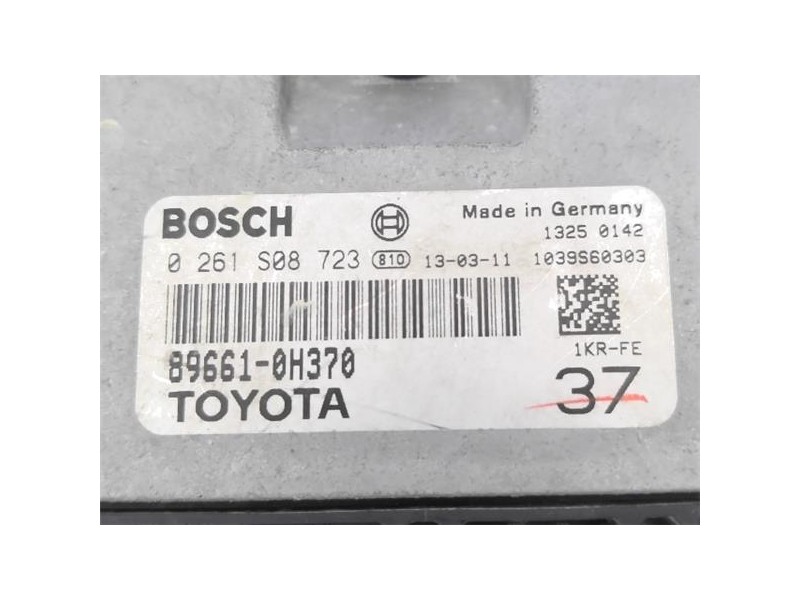 BOSCH
Made in Germany
1325 0142
0 261 S08 723 810 13-03-11 1039S60303
89661-0H370
1KR-FE
TOYOTA
37